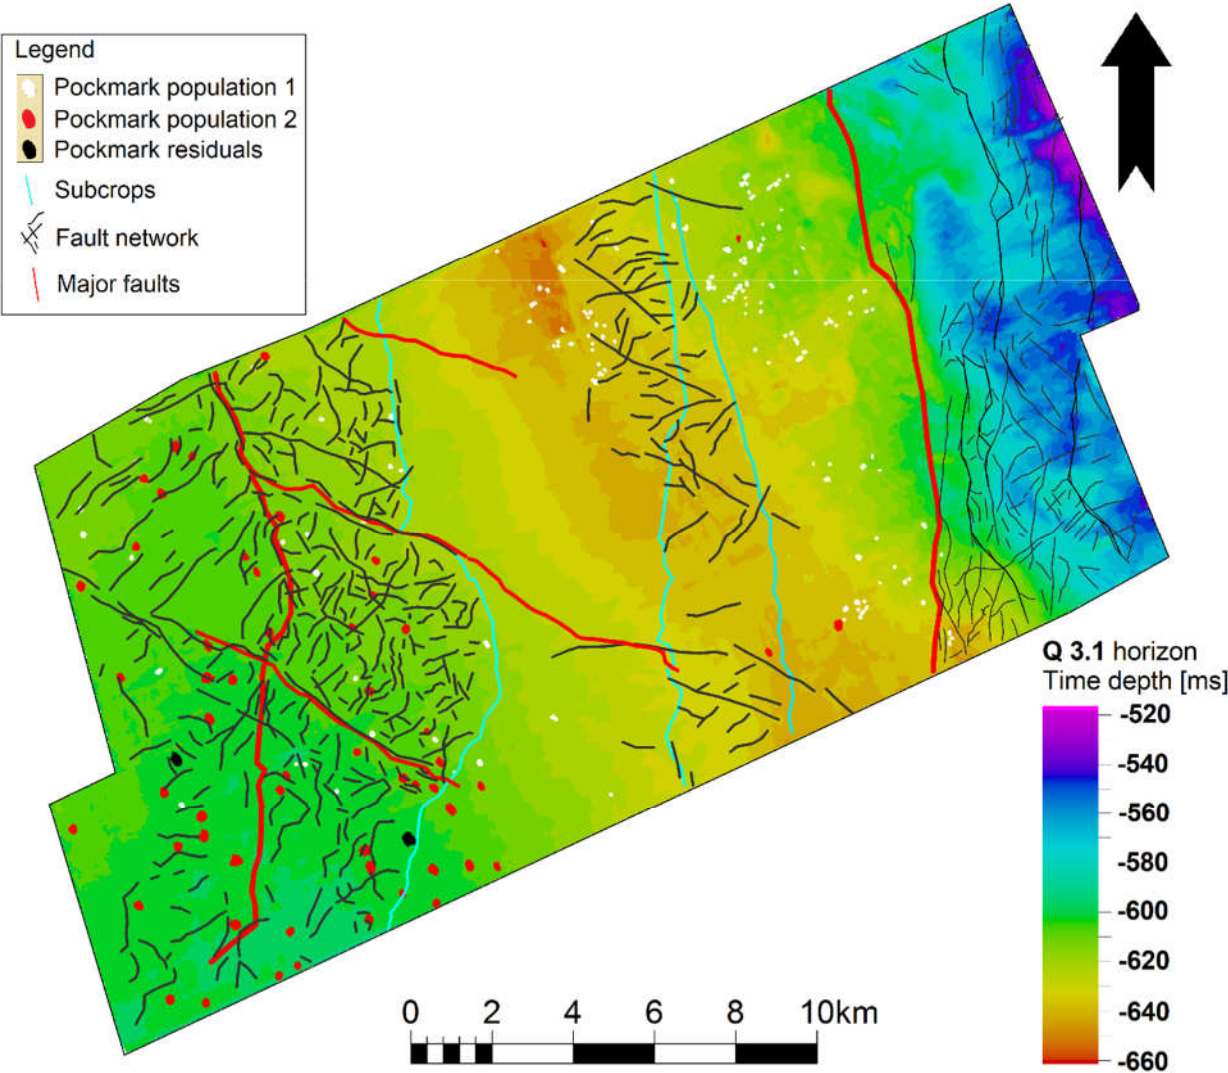 Legend
Pockmark population 1
Pockmark population 2
Pockmark residuals
Subcrops
Fault network
Major faults
Q 3.1 horizon
Time depth [ms]
-520
-540
-560
-580
-600
-620
-640
-660
0 2 4 6 8 10km